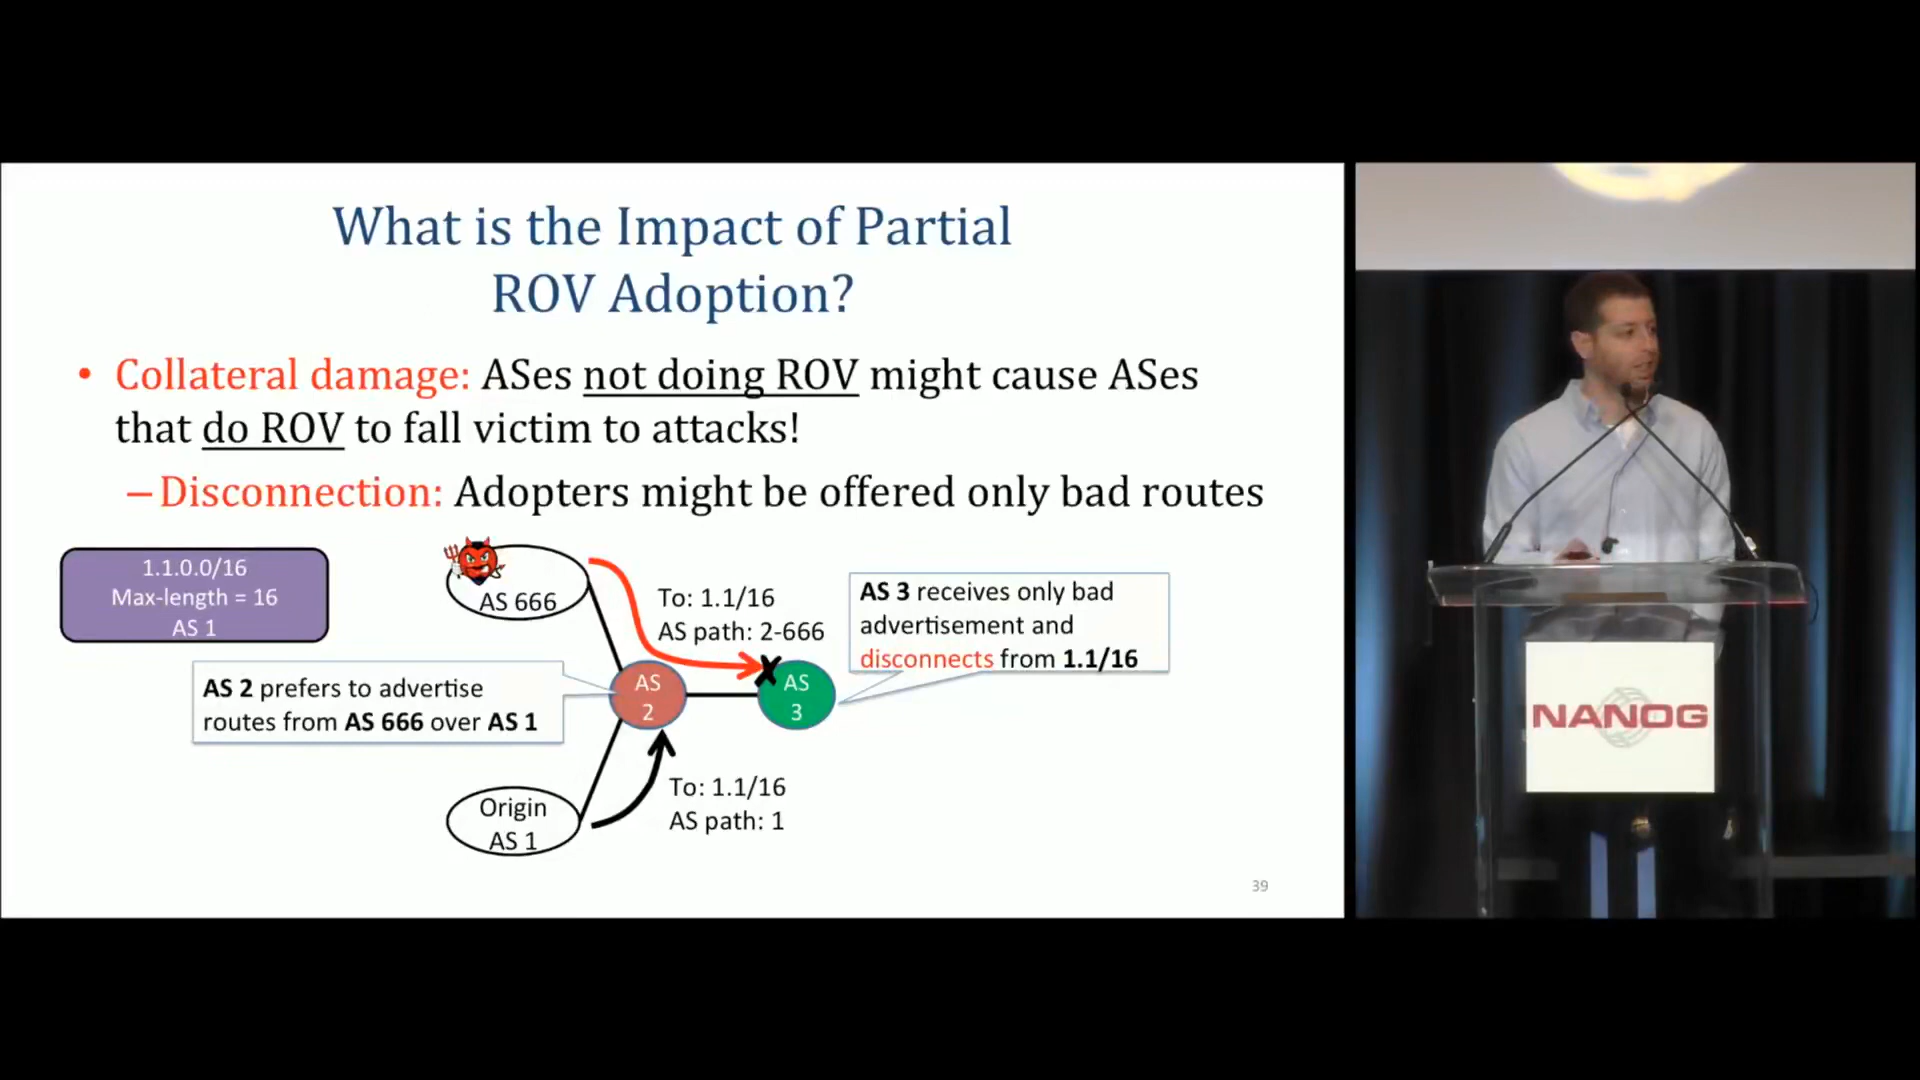 What is the Impact of Partial
ROV Adoption?
• Collateral damage: ASes not doing ROV might cause ASes
that do ROV to fall victim to attacks!
– Disconnection: Adopters might be offered only bad routes
1.1.0.0/16
Max-length = 16
AS 1
AS 666
To: 1.1/16
AS path: 2-666
AS 3 receives only bad
advertisement and
disconnects from 1.1/16
AS 2 prefers to advertise
routes from AS 666 over AS 1
AS
2
AS
3
To: 1.1/16
AS path: 1
Origin
AS 1
39
NANOG